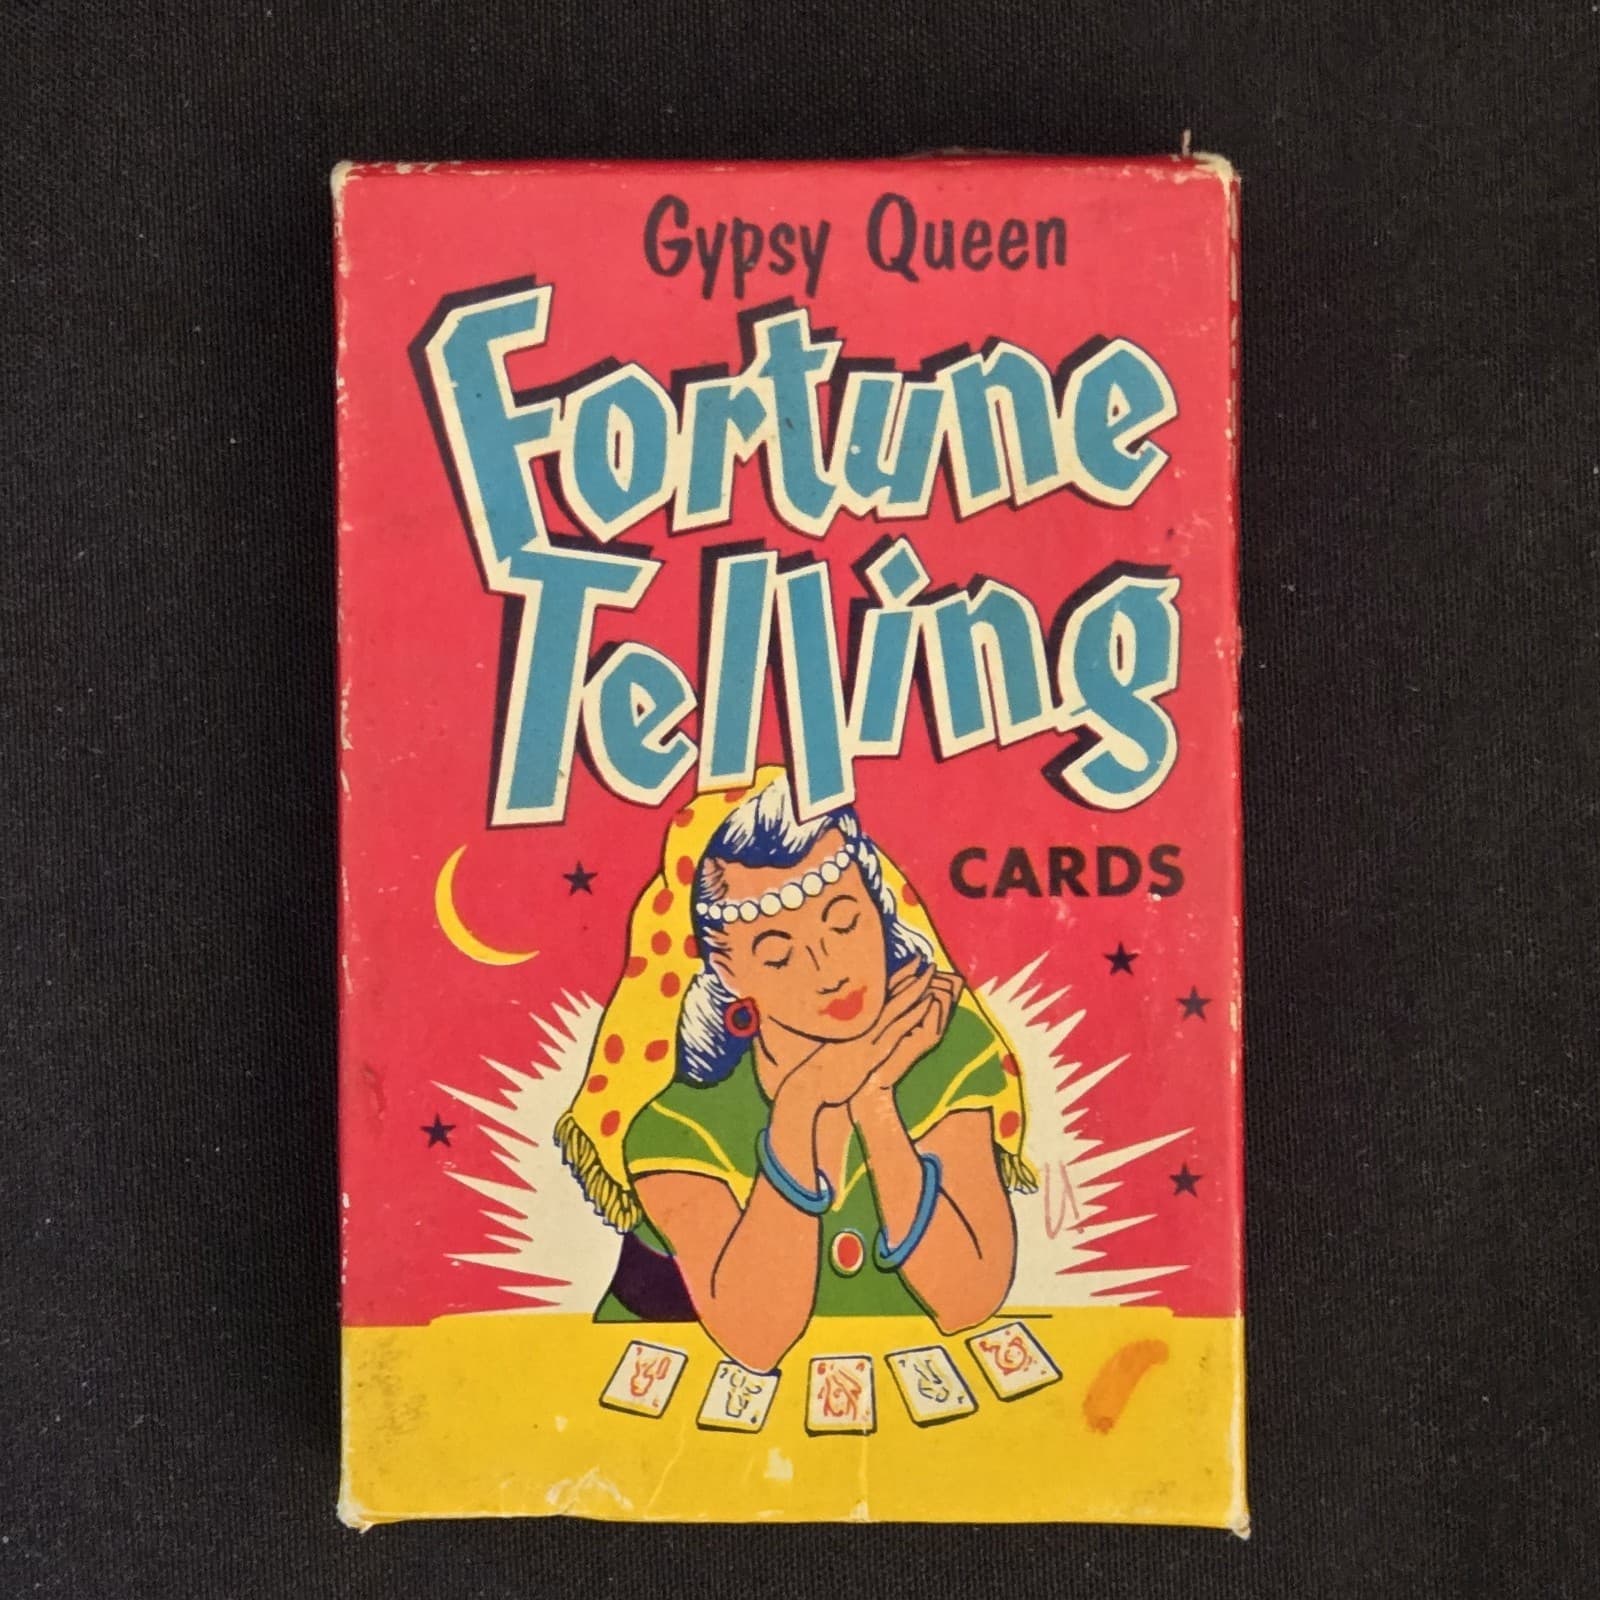 Gypsy Queen
Fortune
Telling
CARDS